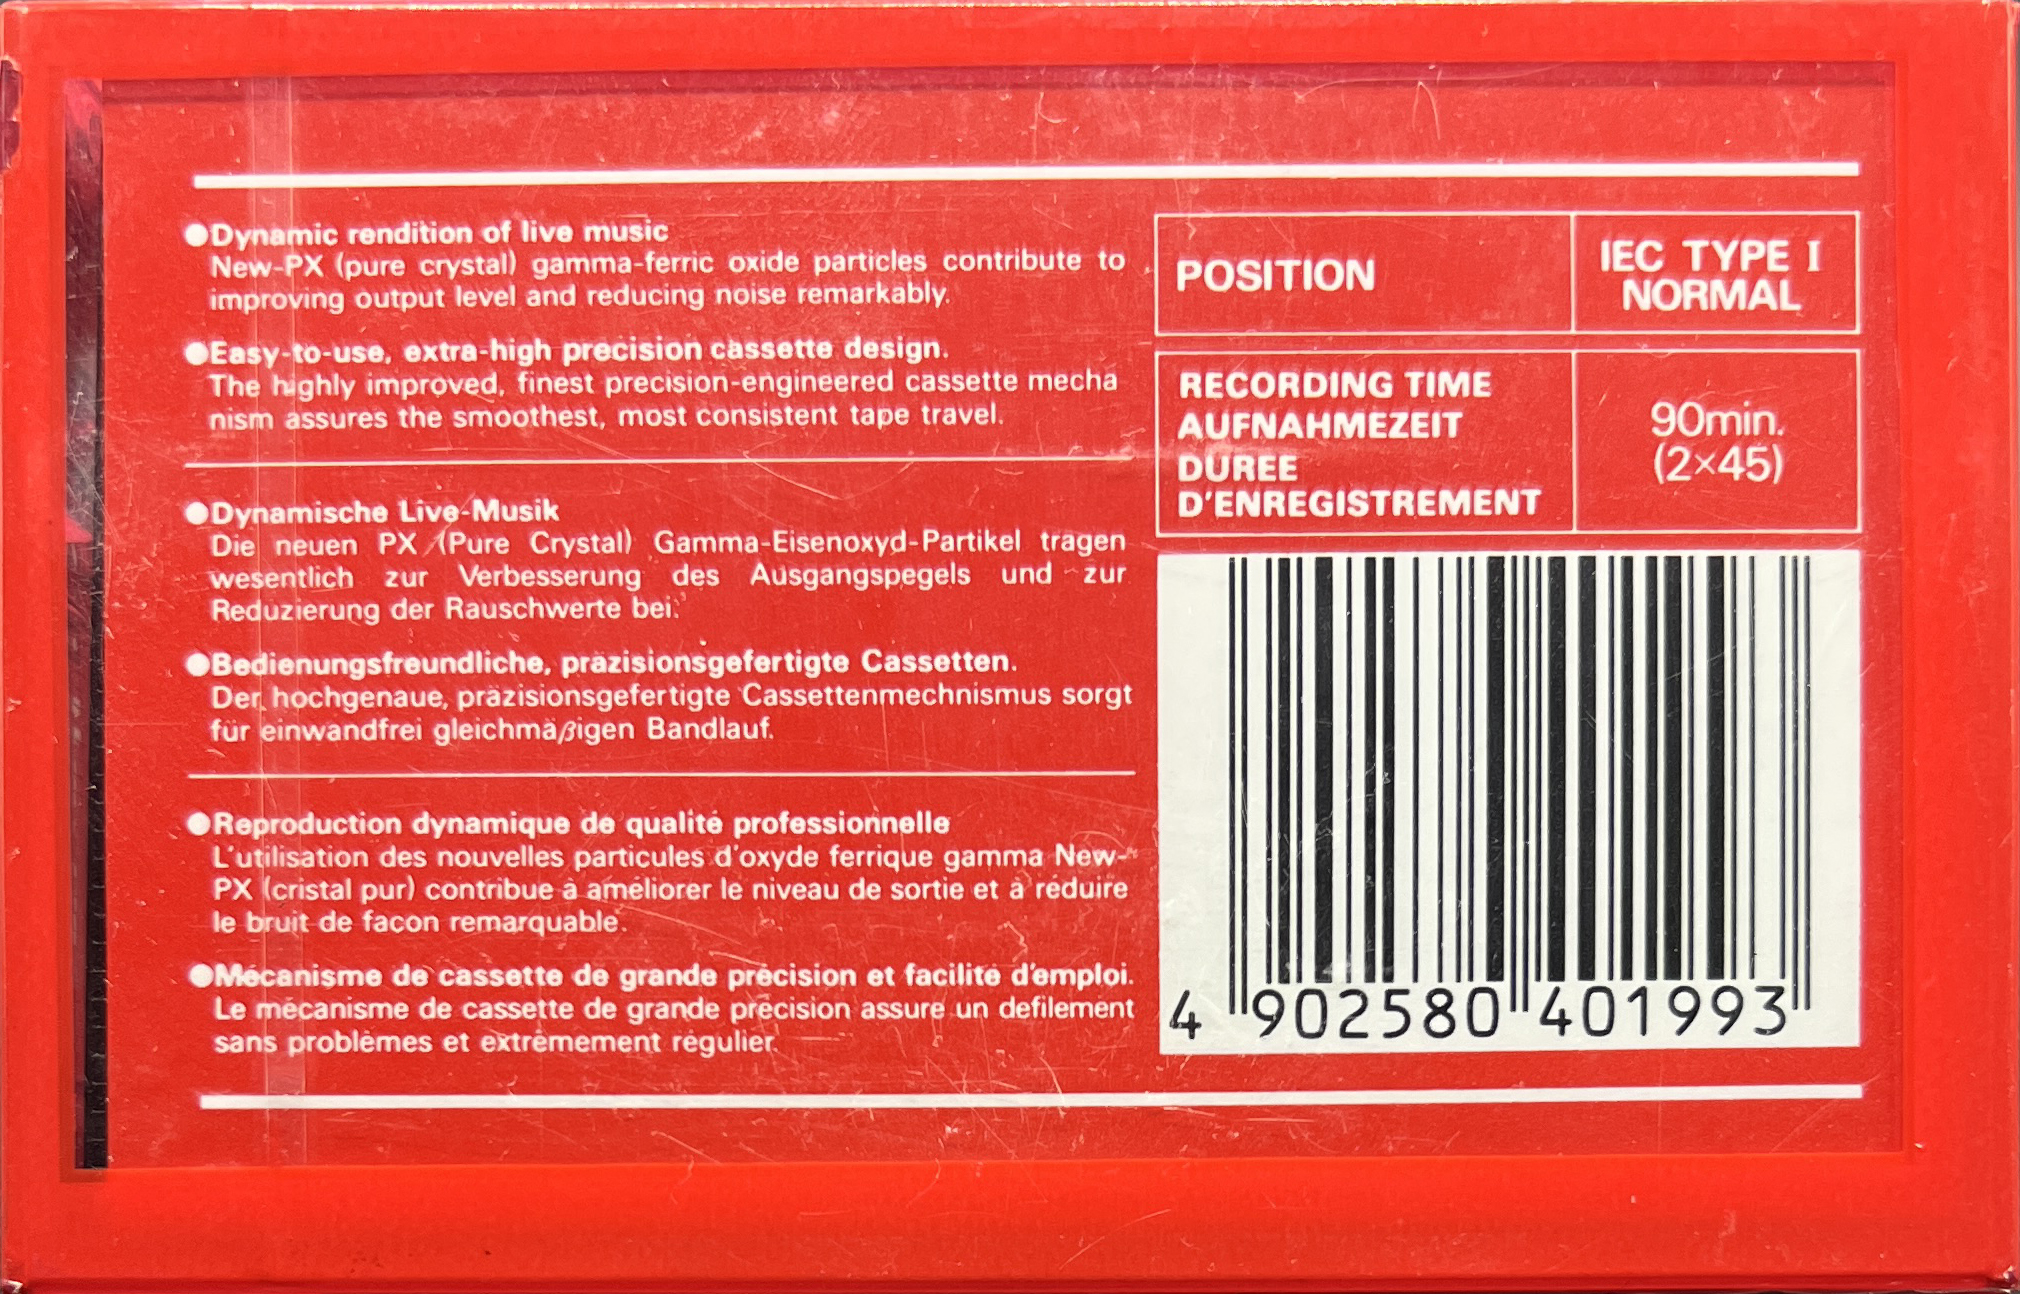 ●Dynamic rendition of live music
New-PX (pure crystal) gamma-ferric oxide particles contribute to
improving output level and reducing noise remarkably.
●Easy-to-use, extra-high precision cassette design.
The highly improved, finest precision-engineered cassette mecha
nism assures the smoothest, most consistent tape travel.
●Dynamische Live-Musik
Die neuen PX (Pure Crystal) Gamma-Eisenoxyd-Partikel tragen
wesentlich zur Verbesserung des Ausgangspegels und zur
Reduzierung der Rauschwerte bei.
●Bedienungsfreundliche, präzisionsgefertigte Cassetten.
Der hochgenaue, präzisionsgefertigte Cassettenmechnismus sorgt
für einwandfrei gleichmäßigen Bandlauf.
●Reproduction dynamique de qualité professionnelle
L'utilisation des nouvelles particules d'oxyde ferrique gamma New-
PX (cristal pur) contribue à améliorer le niveau de sortie et à réduire
le bruit de facon remarquable.
●Mécanisme de cassette de grande précision et facilité d'emploi.
Le mécanisme de cassette de grande précision assure un defilement
sans problèmes et extrêmement régulier.
POSITION
IEC TYPE I
NORMAL
RECORDING TIME
AUFNAHMEZEIT
DUREE
D'ENREGISTREMENT
90min.
(2×45)
4 902580 401993